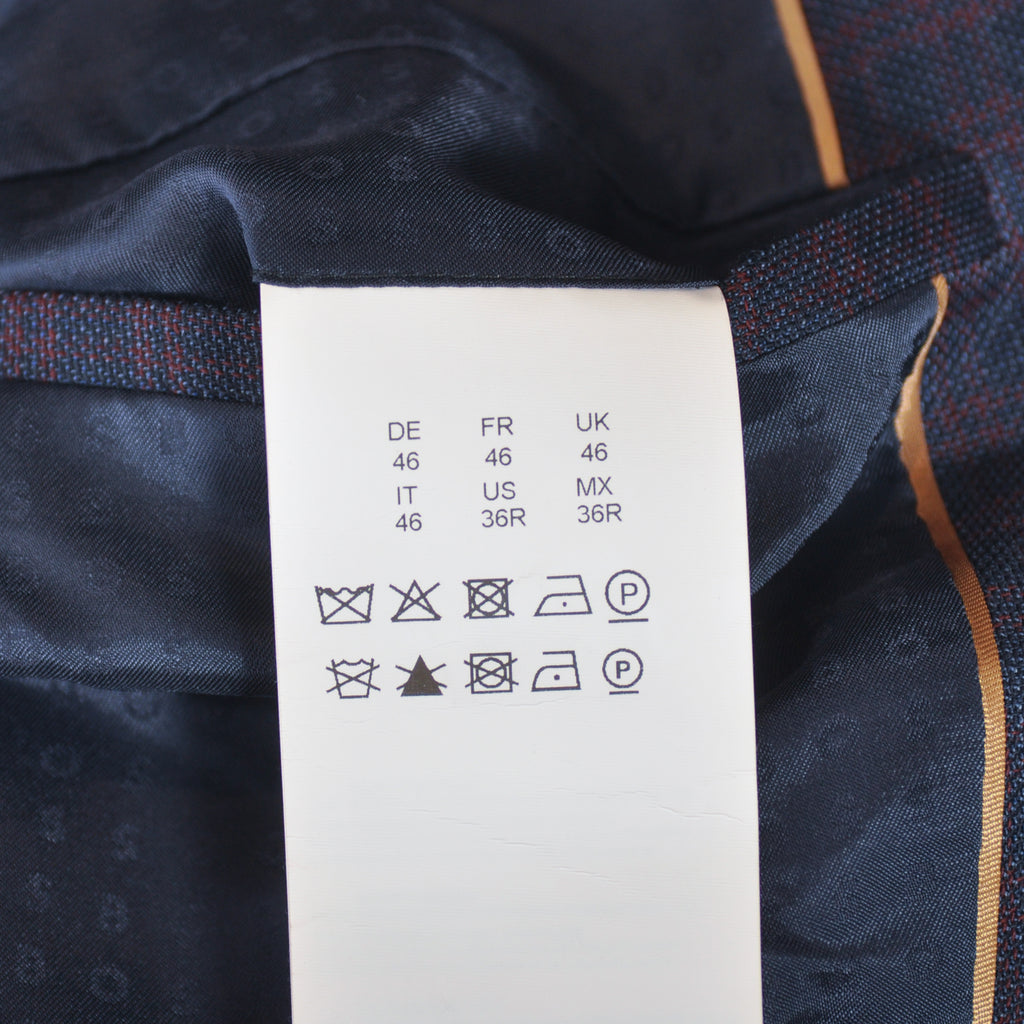 DE FR UK
46 46 46
IT US MX
46 36R 36R
P
P